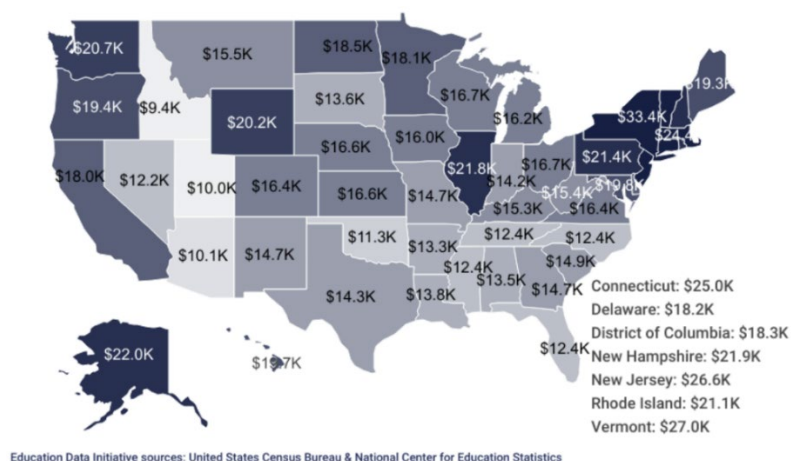 $20.7K
$15.5K
$18.5K
$18.1K
$19.3K
$19.4K
$9.4K
$13.6K
$16.7K
$16.2K
$33.4K
$20.2K
$24.4
$16.0K
$16.6K
$21.4K
$18.0K
$12.2K
$10.0K
$16.4K
$21.8K
$16.7K
$14.2K
$15.4K
$19.8K
$16.6K
$14.7K
$15.3K
$16.4K
$10.1K
$14.7K
$11.3K
$13.3K
$12.4K
$12.4K
$14.9K
$12.4K
$13.5K
$14.7K
$14.3K
$13.8K
$12.4K
$22.0K
Connecticut: $25.0K
Delaware: $18.2K
District of Columbia: $18.3K
New Hampshire: $21.9K
New Jersey: $26.6K
Rhode Island: $21.1K
Vermont: $27.0K
Education Data Initiative sources: United States Census Bureau & National Center for Education Statistics